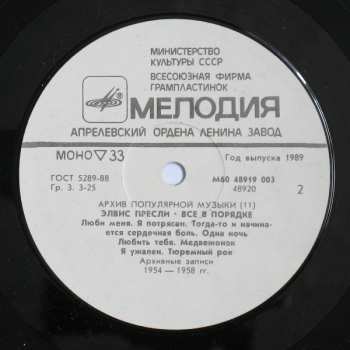 МИНИСТЕРСТВО
КУЛЬТУРЫ СССР
ВСЕСОЮЗНАЯ ФИРМА
ГРАМПЛАСТИНОК
МЕЛОДИЯ
АПРЕЛЕВСКИЙ ОРДЕНА ЛЕНИНА ЗАВОД
МОНО ▽ 33
Год выпуска 1989
ГОСТ 5289-88
М60 48919 003
Гр. 3. 3-25
48920
2
АРХИВ ПОПУЛЯРНОЙ МУЗЫКИ (11)
ЭЛВИС ПРЕСЛИ · ВСЕ В ПОРЯДКЕ
Люби меня. Я потрясен. Тогда-то и начина-
ется сердечная боль. Одна ночь
Любить тебя. Медвежонок
Я ужален. Тюремный рок
Архивные записи
1954 — 1958 гг.